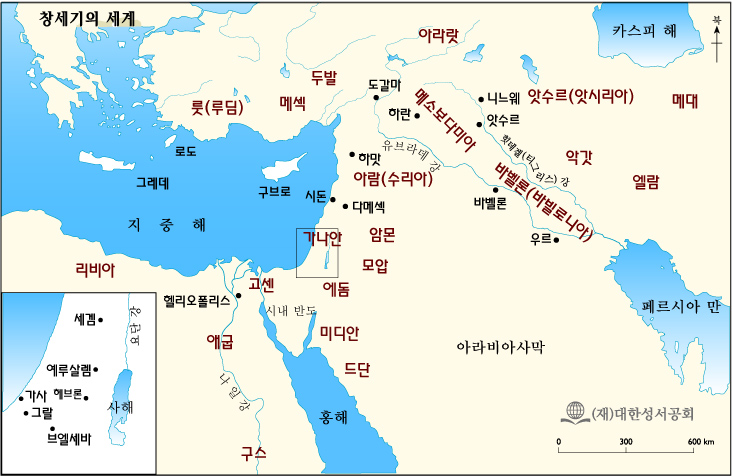 창세기의 세계
북
카스피 해
아라랏
두발
도갈마
룻(루딤)
메섹
하란
메소보다미아
니느웨
앗수르(앗시리아)
메대
앗수르
힛데겔(티그리스) 강
로도
그레데
구브로
하맛
유브라데 강
아람(수리아)
악갓
엘람
시돈
다메섹
바벨론
바벨론(바빌로니아)
지 중 해
가나안
암몬
우르
리비아
모압
고센
에돔
헬리오폴리스
시내 반도
페르시아 만
애굽
미디안
아라비아사막
드단
나일 강
홍해
구스
세겜
요단 강
예루살렘
가사
헤브론
사해
그랄
브엘세바
(재)대한성서공회
0 300 600 km